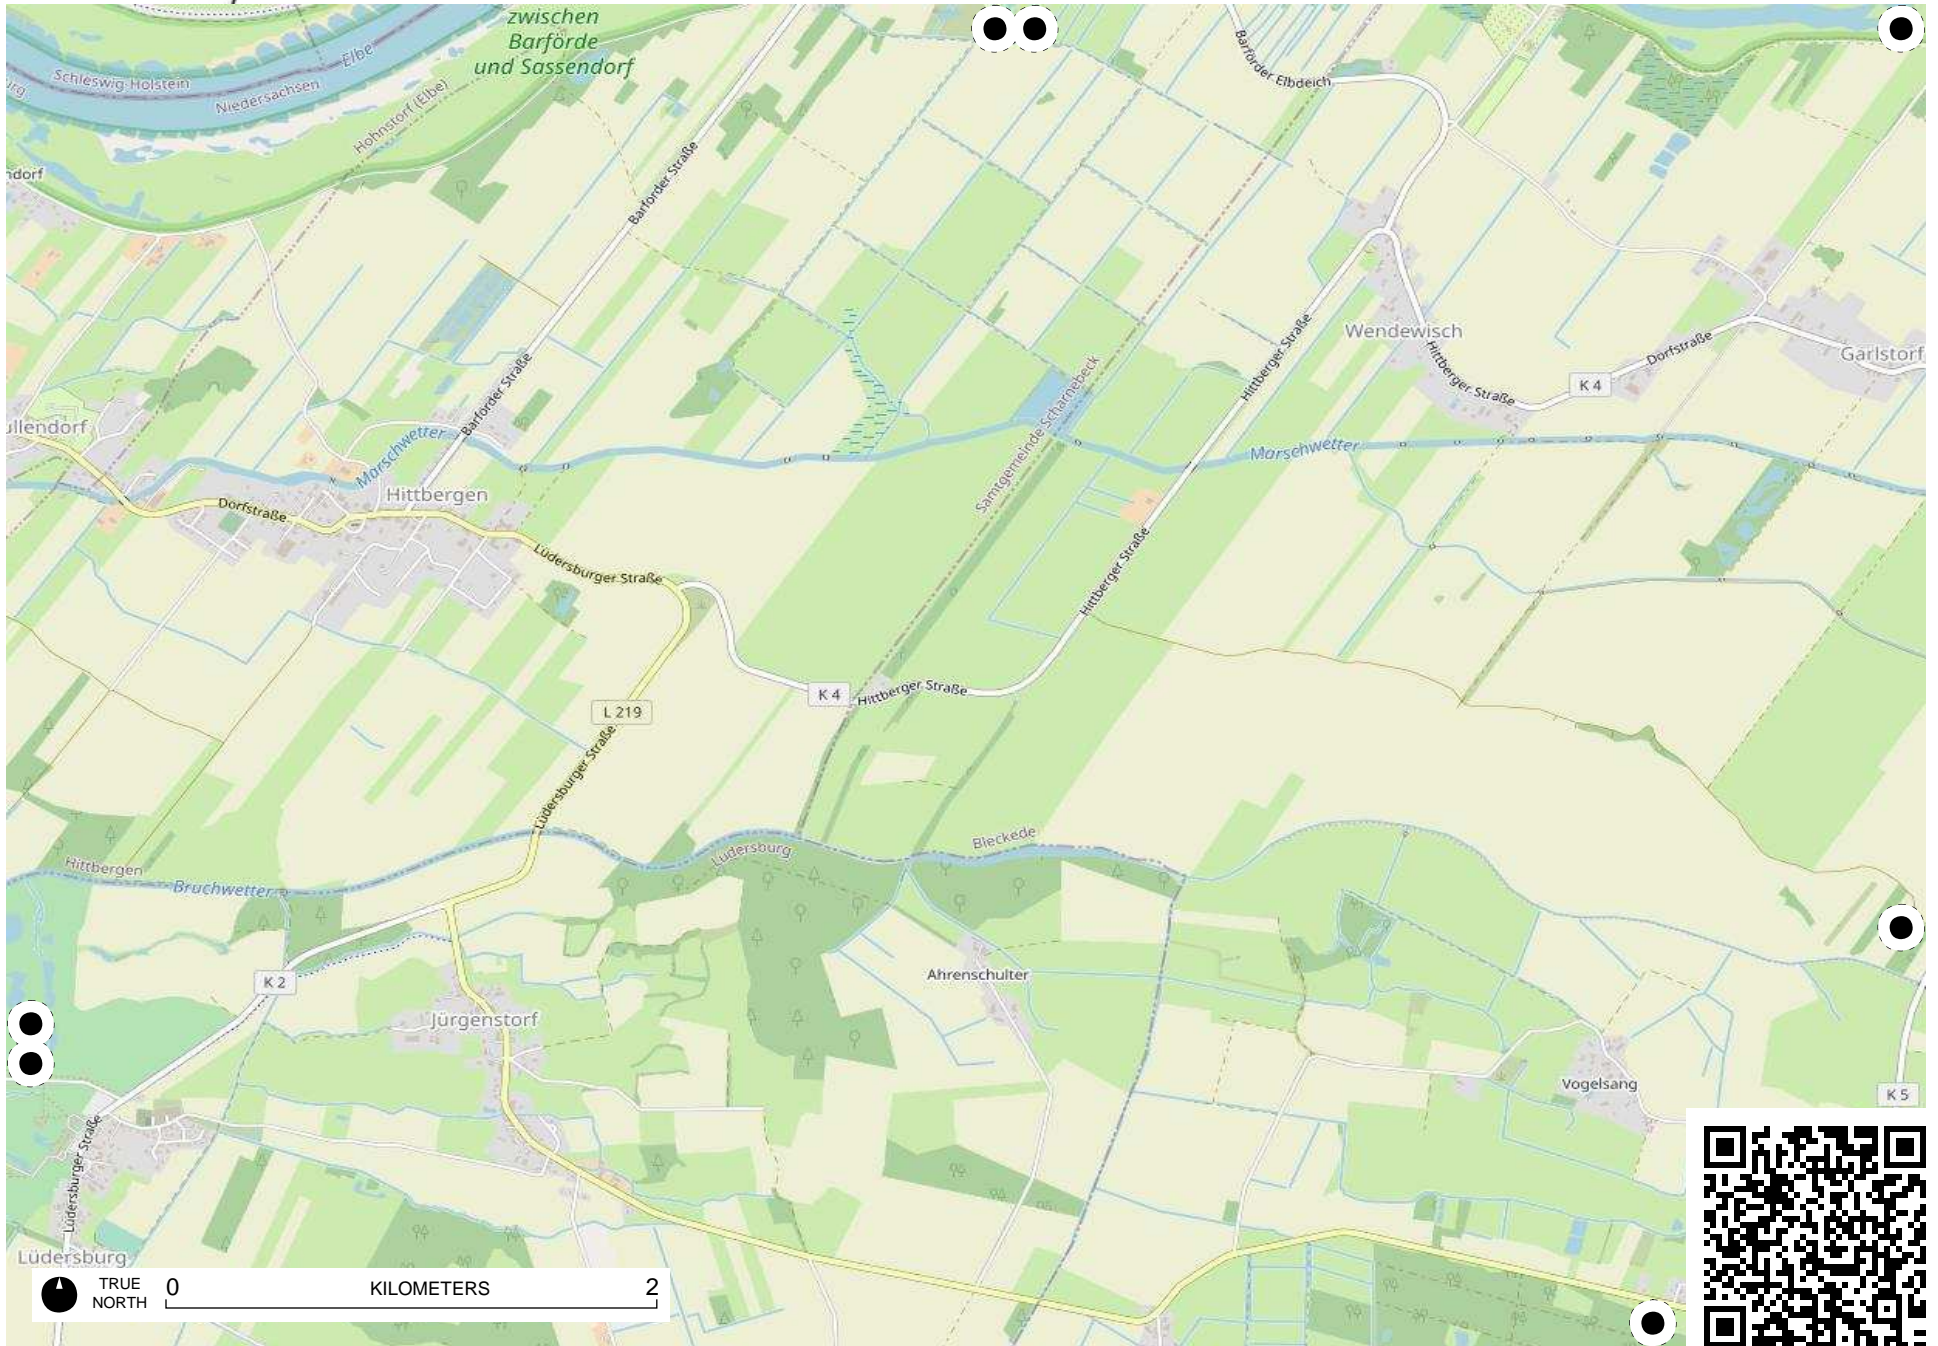 zwischen
Barförde
und Sassendorf
Elbe
Schleswig-Holstein
Niedersachsen
Hohnstorf (Elbe)
Barförder Elbdeich
Barförder Straße
Wendewisch
Hittberger Straße
Hittberger Straße
Dorfstraße
K 4
Garlstorf
Barförder Straße
Samtgemeinde Scharnebeck
Marschwetter
Marschwetter
Hittbergen
Dorfstraße
Lüdersburger Straße
Hittberger Straße
K 4
Hittberger Straße
L 219
Lüdersburger Straße
Bleckede
Lüdersburg
Hittbergen
Bruchwetter
Ahrenschulter
K 2
Jürgenstorf
Vogelsang
K 5
Lüdersburger Straße
Lüdersburg
TRUE
NORTH
0 KILOMETERS 2